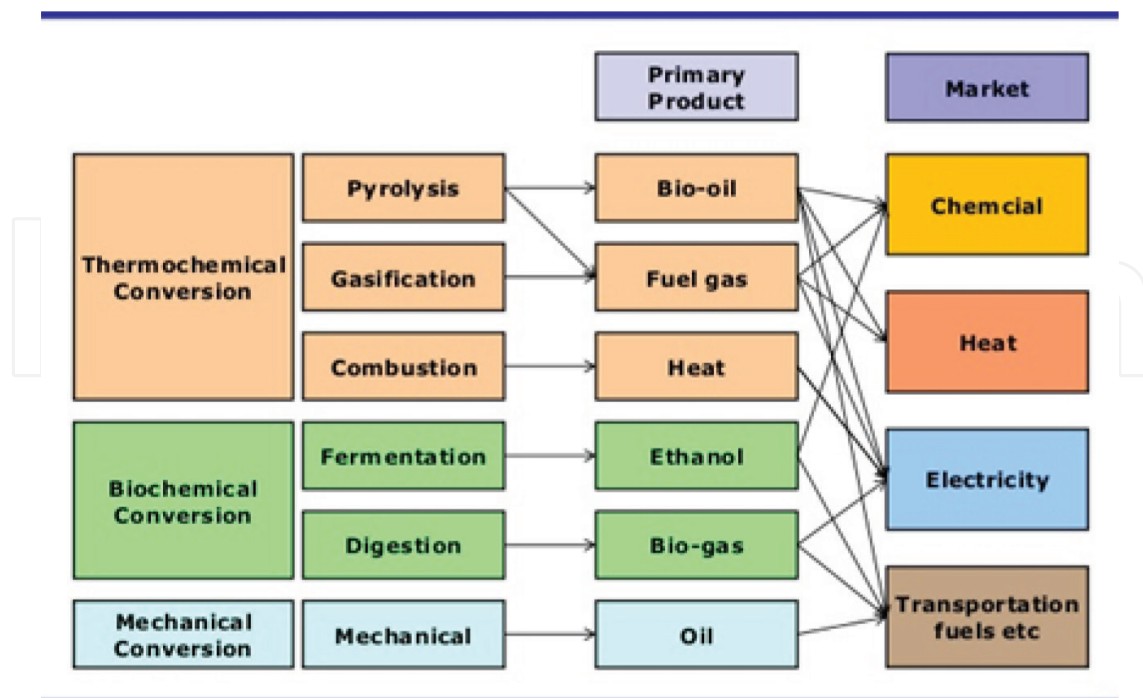 Primary
Product
Market
Thermochemical
Conversion
Pyrolysis
Bio-oil
Chemcial
Gasification
Fuel gas
Heat
Combustion
Heat
Biochemical
Conversion
Fermentation
Ethanol
Electricity
Digestion
Bio-gas
Mechanical
Conversion
Mechanical
Oil
Transportation
fuels etc